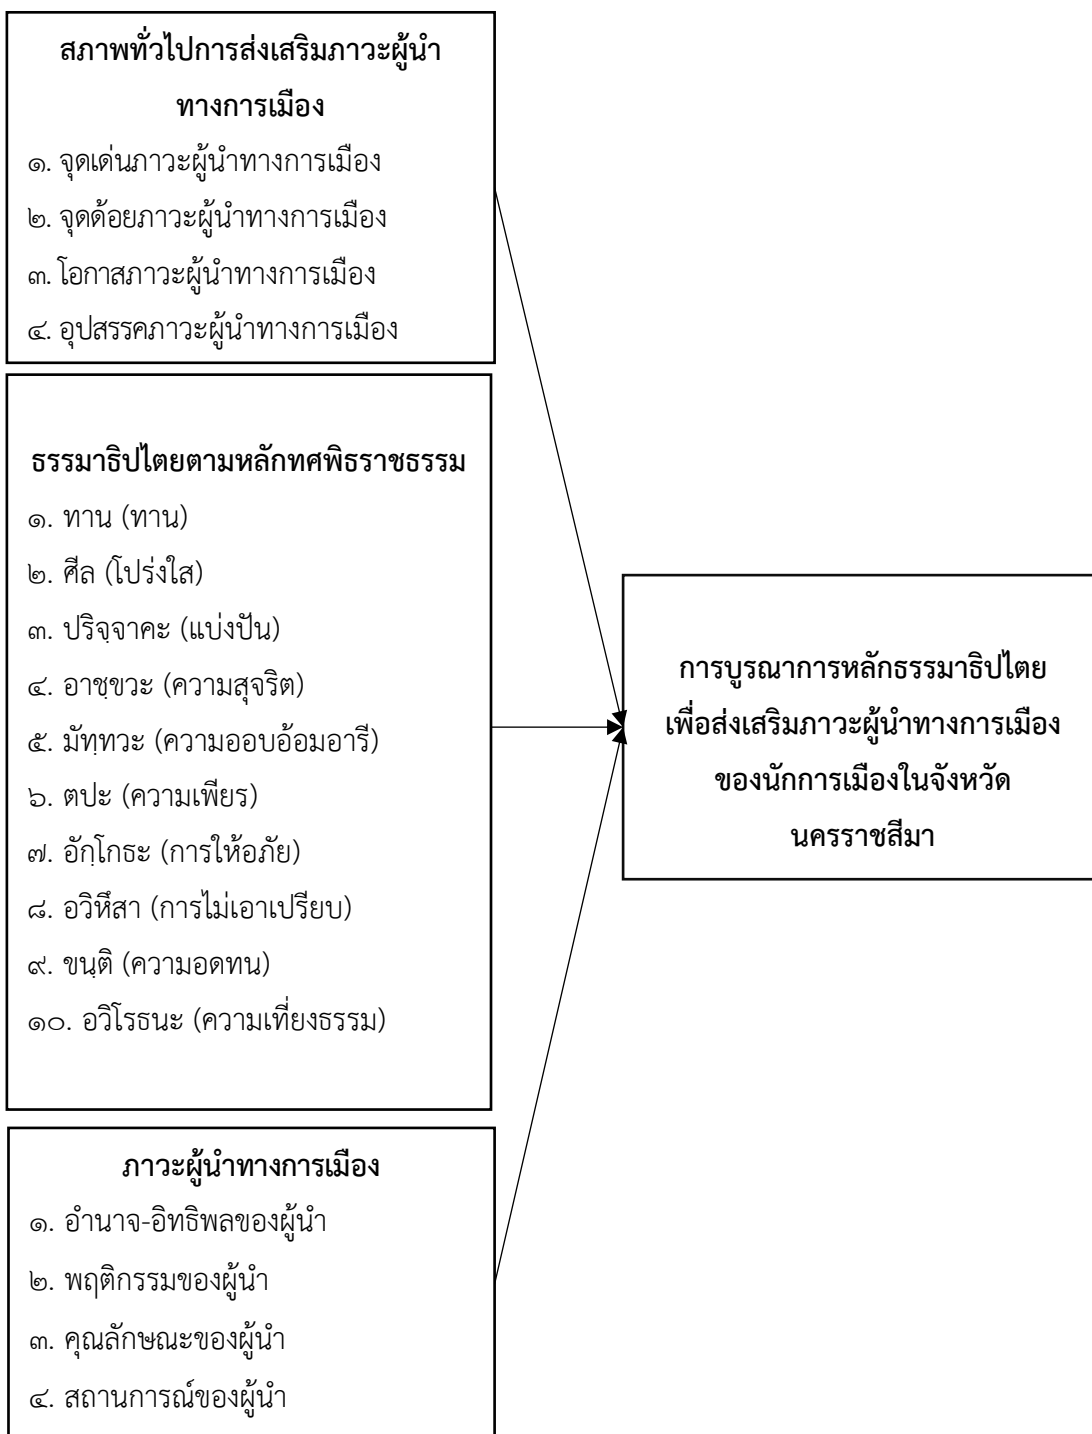 สภาพทั่วไปการส่งเสริมภาวะผู้นำ
ทางการเมือง
๑. จุดเด่นภาวะผู้นำทางการเมือง
๒. จุดด้อยภาวะผู้นำทางการเมือง
๓. โอกาสภาวะผู้นำทางการเมือง
๔. อุปสรรคภาวะผู้นำทางการเมือง
ธรรมาธิปไตยตามหลักทศพิธราชธรรม
๑. ทาน (ทาน)
๒. ศีล (โปร่งใส)
๓. ปริจฺจาคะ (แบ่งปัน)
๔. อาชฺขวะ (ความสุจริต)
๕. มัทฺทวะ (ความออบอ้อมอารี)
๖. ตปะ (ความเพียร)
๗. อักฺโกธะ (การให้อภัย)
๘. อวิหึสา (การไม่เอาเปรียบ)
๙. ขนฺติ (ความอดทน)
๑๐. อวิโรธนะ (ความเที่ยงธรรม)
ภาวะผู้นำทางการเมือง
๑. อำนาจ-อิทธิพลของผู้นำ
๒. พฤติกรรมของผู้นำ
๓. คุณลักษณะของผู้นำ
๔. สถานการณ์ของผู้นำ
การบูรณาการหลักธรรมาธิปไตย
เพื่อส่งเสริมภาวะผู้นำทางการเมือง
ของนักการเมืองในจังหวัด
นครราชสีมา